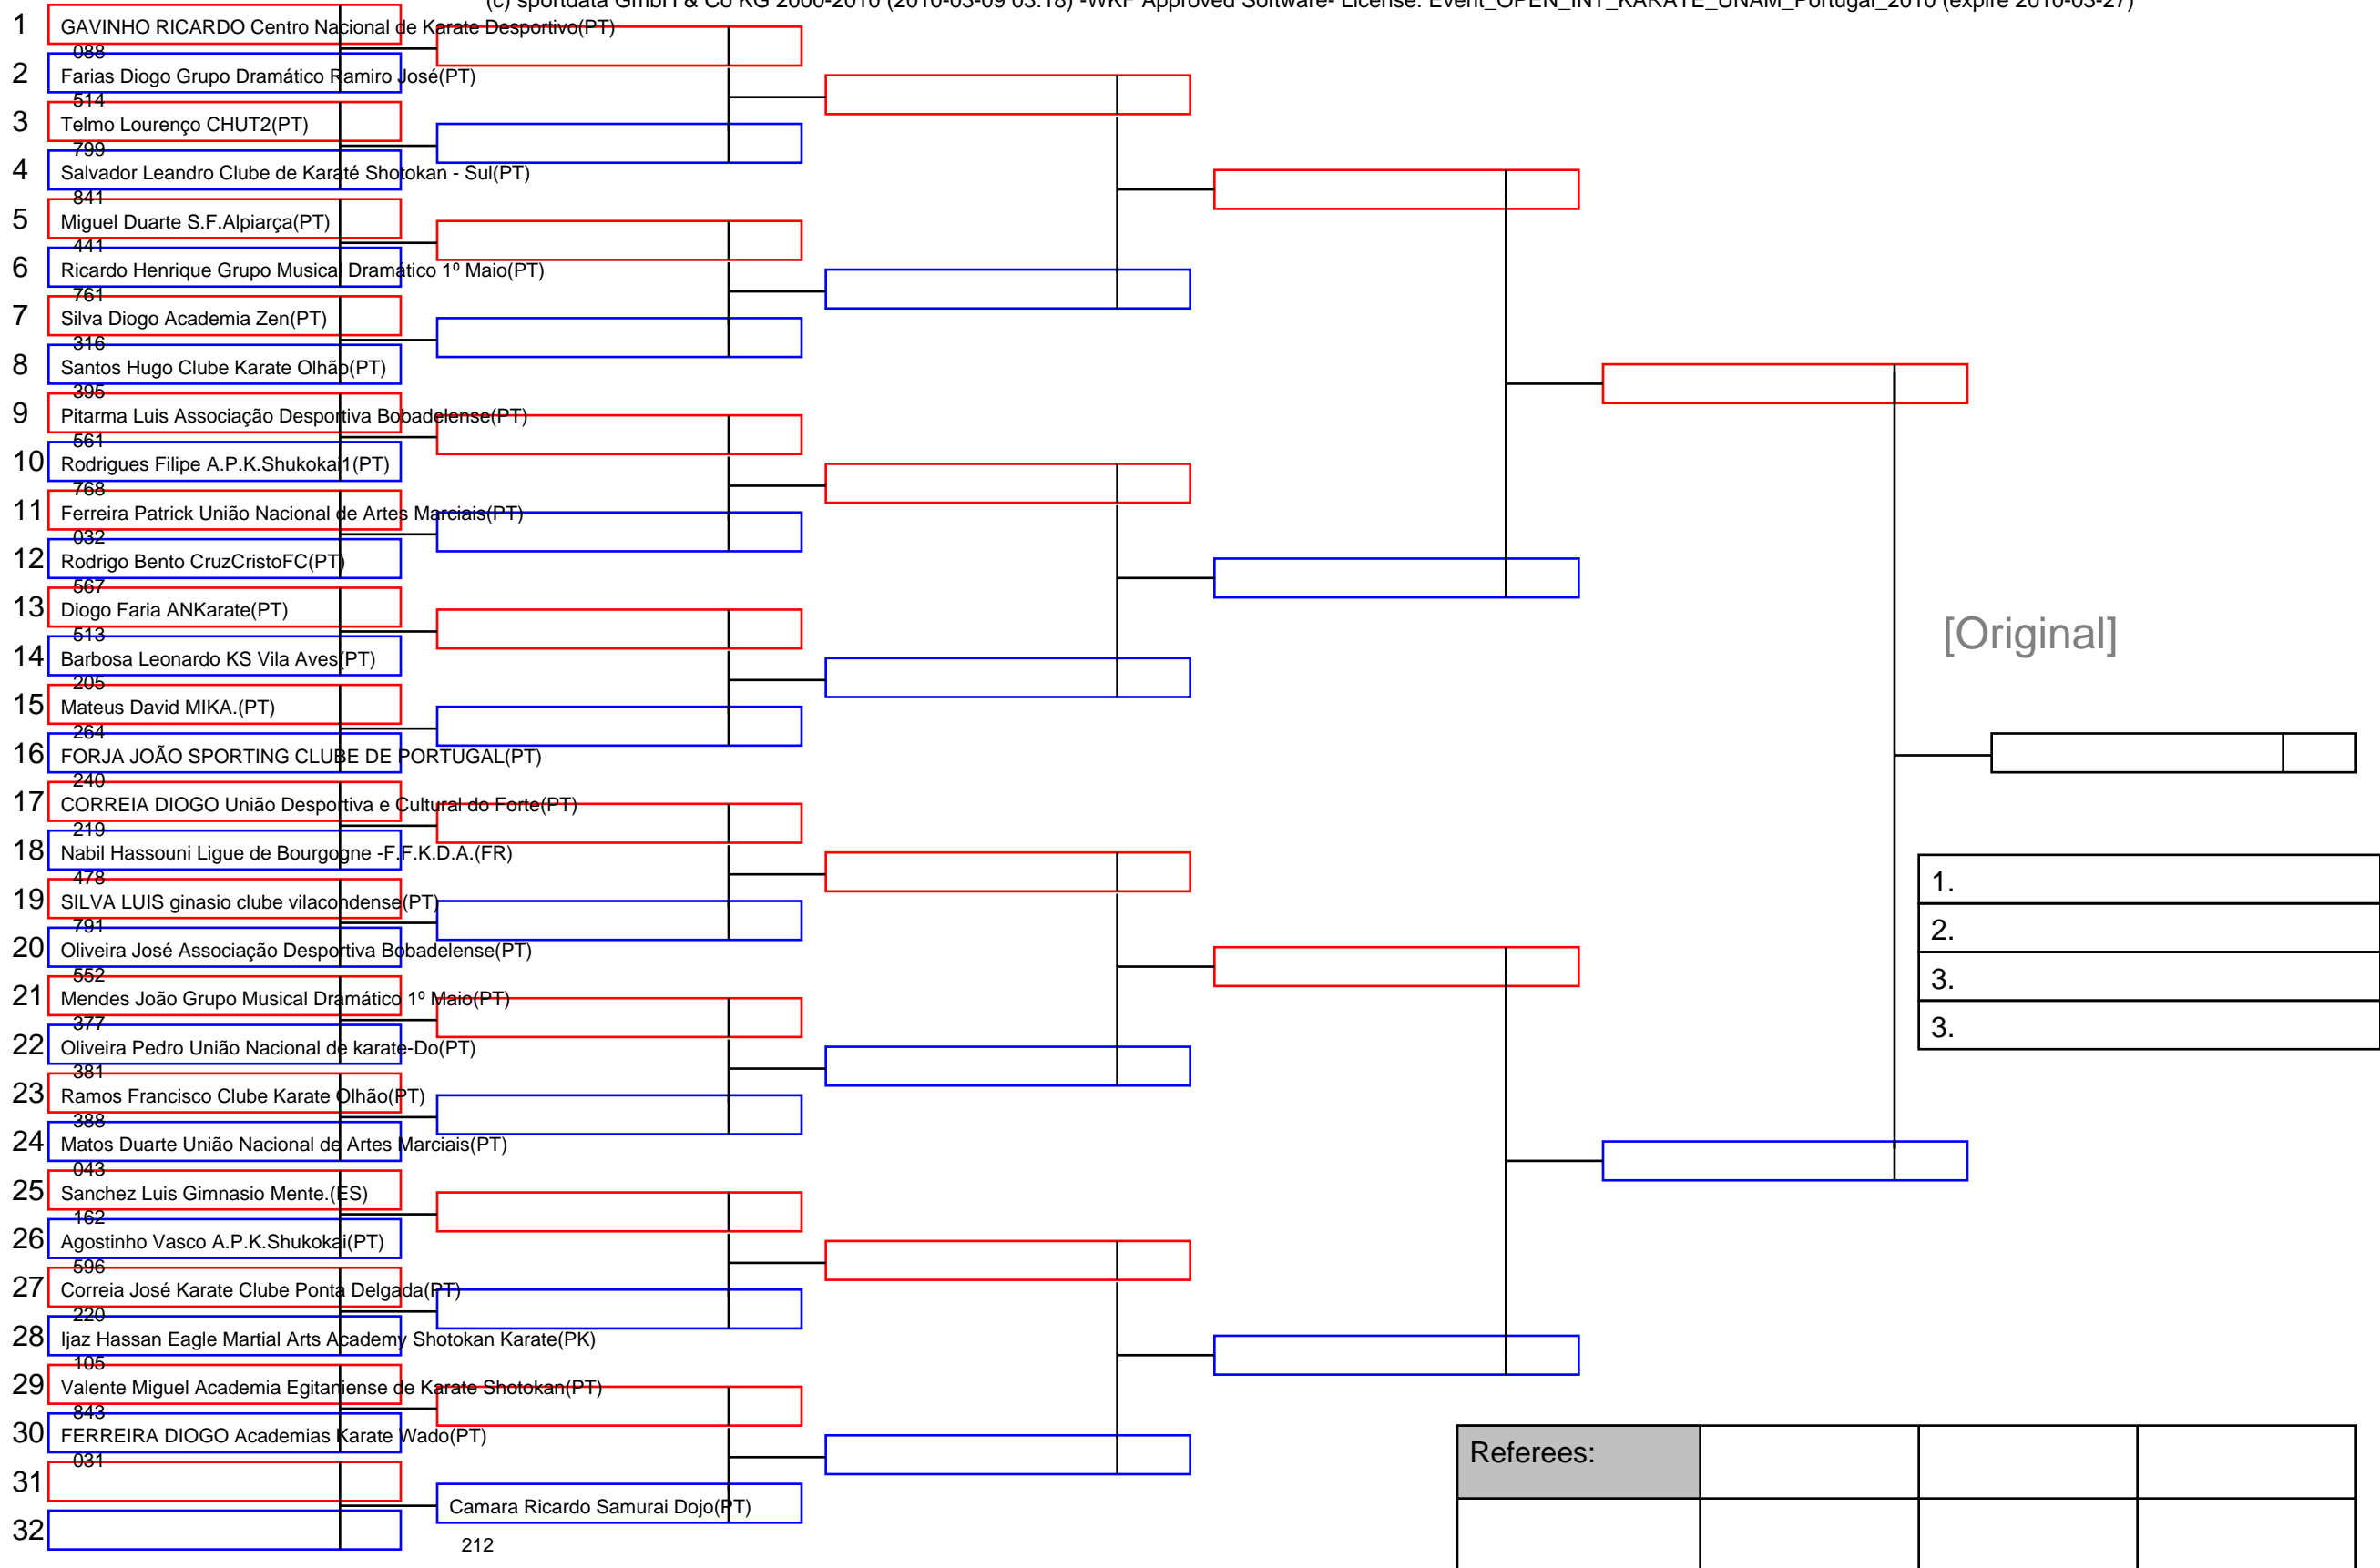 (c) sportdata GmbH & Co KG 2000-2010 (2010-03-09 03:18) -WKF Approved Software- License: Event_OPEN_INT_KARATE_UNAM_Portugal_2010 (expire 2010-03-27)
1 GAVINHO RICARDO Centro Nacional de Karate Desportivo(PT)
088
2 Farias Diogo Grupo Dramático Ramiro José(PT)
514
3 Telmo Lourenço CHUT2(PT)
799
4 Salvador Leandro Clube de Karaté Shotokan - Sul(PT)
841
5 Miguel Duarte S.F.Alpiarça(PT)
441
6 Ricardo Henrique Grupo Musical Dramático 1º Maio(PT)
761
7 Silva Diogo Academia Zen(PT)
316
8 Santos Hugo Clube Karate Olhão(PT)
395
9 Pitarma Luis Associação Desportiva Bobadelense(PT)
561
10 Rodrigues Filipe A.P.K.Shukokai1(PT)
768
11 Ferreira Patrick União Nacional de Artes Marciais(PT)
032
12 Rodrigo Bento CruzCristoFC(PT)
567
13 Diogo Faria ANKarate(PT)
513
14 Barbosa Leonardo KS Vila Aves(PT)
205
15 Mateus David MIKA.(PT)
264
16 FORJA JOÃO SPORTING CLUBE DE PORTUGAL(PT)
240
17 CORREIA DIOGO União Desportiva e Cultural do Forte(PT)
219
18 Nabil Hassouni Ligue de Bourgogne -F.F.K.D.A.(FR)
478
19 SILVA LUIS ginasio clube vilacondense(PT)
791
20 Oliveira José Associação Desportiva Bobadelense(PT)
552
21 Mendes João Grupo Musical Dramático 1º Maio(PT)
377
22 Oliveira Pedro União Nacional de karate-Do(PT)
381
23 Ramos Francisco Clube Karate Olhão(PT)
388
24 Matos Duarte União Nacional de Artes Marciais(PT)
043
25 Sanchez Luis Gimnasio Mente.(ES)
162
26 Agostinho Vasco A.P.K.Shukokai(PT)
596
27 Correia José Karate Clube Ponta Delgada(PT)
220
28 Ijaz Hassan Eagle Martial Arts Academy Shotokan Karate(PK)
105
29 Valente Miguel Academia Egitaniense de Karate Shotokan(PT)
843
30 FERREIRA DIOGO Academias Karate Wado(PT)
031
31
Camara Ricardo Samurai Dojo(PT)
32
212
[Original]
1.
2.
3.
3.
Referees: